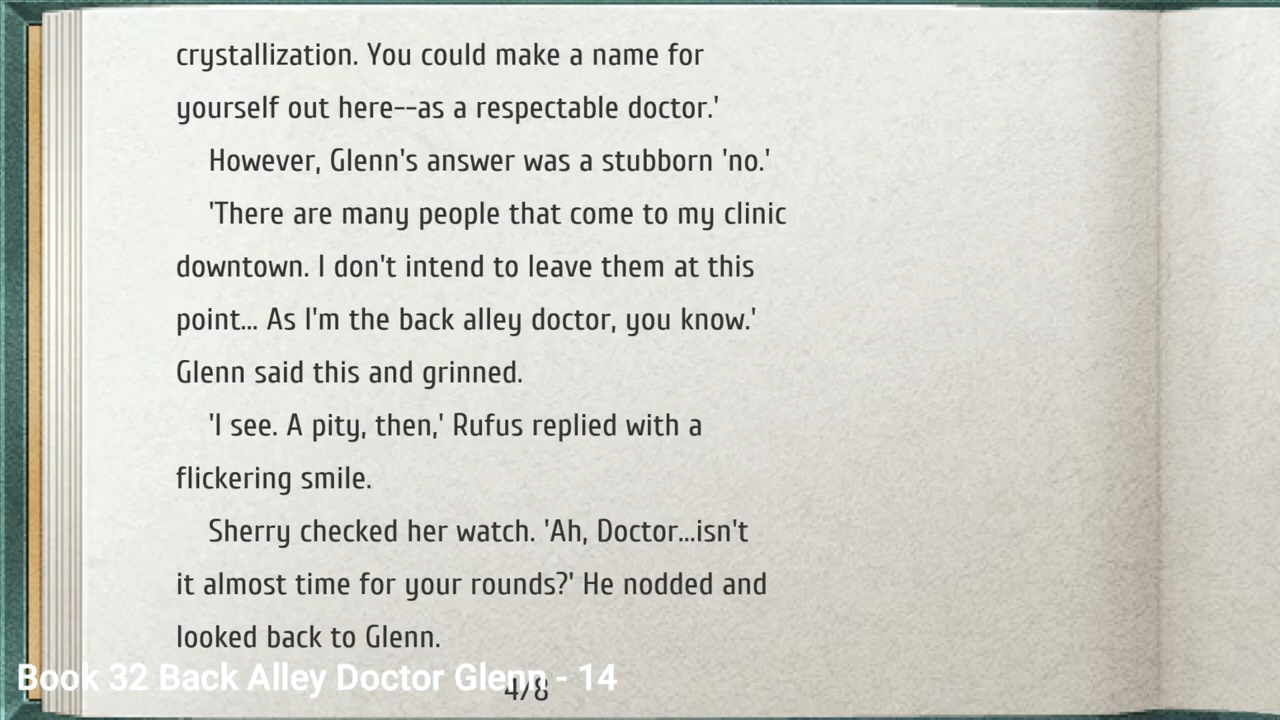 crystallization. You could make a name for
yourself out here--as a respectable doctor.'
However, Glenn's answer was a stubborn 'no.'
'There are many people that come to my clinic
downtown. I don't intend to leave them at this
point... As I'm the back alley doctor, you know.'
Glenn said this and grinned.
'I see. A pity, then,' Rufus replied with a
flickering smile.
Sherry checked her watch. 'Ah, Doctor...isn't
it almost time for your rounds?' He nodded and
looked back to Glenn.
Book 32 Back Alley Doctor Glenn - 14
4/8